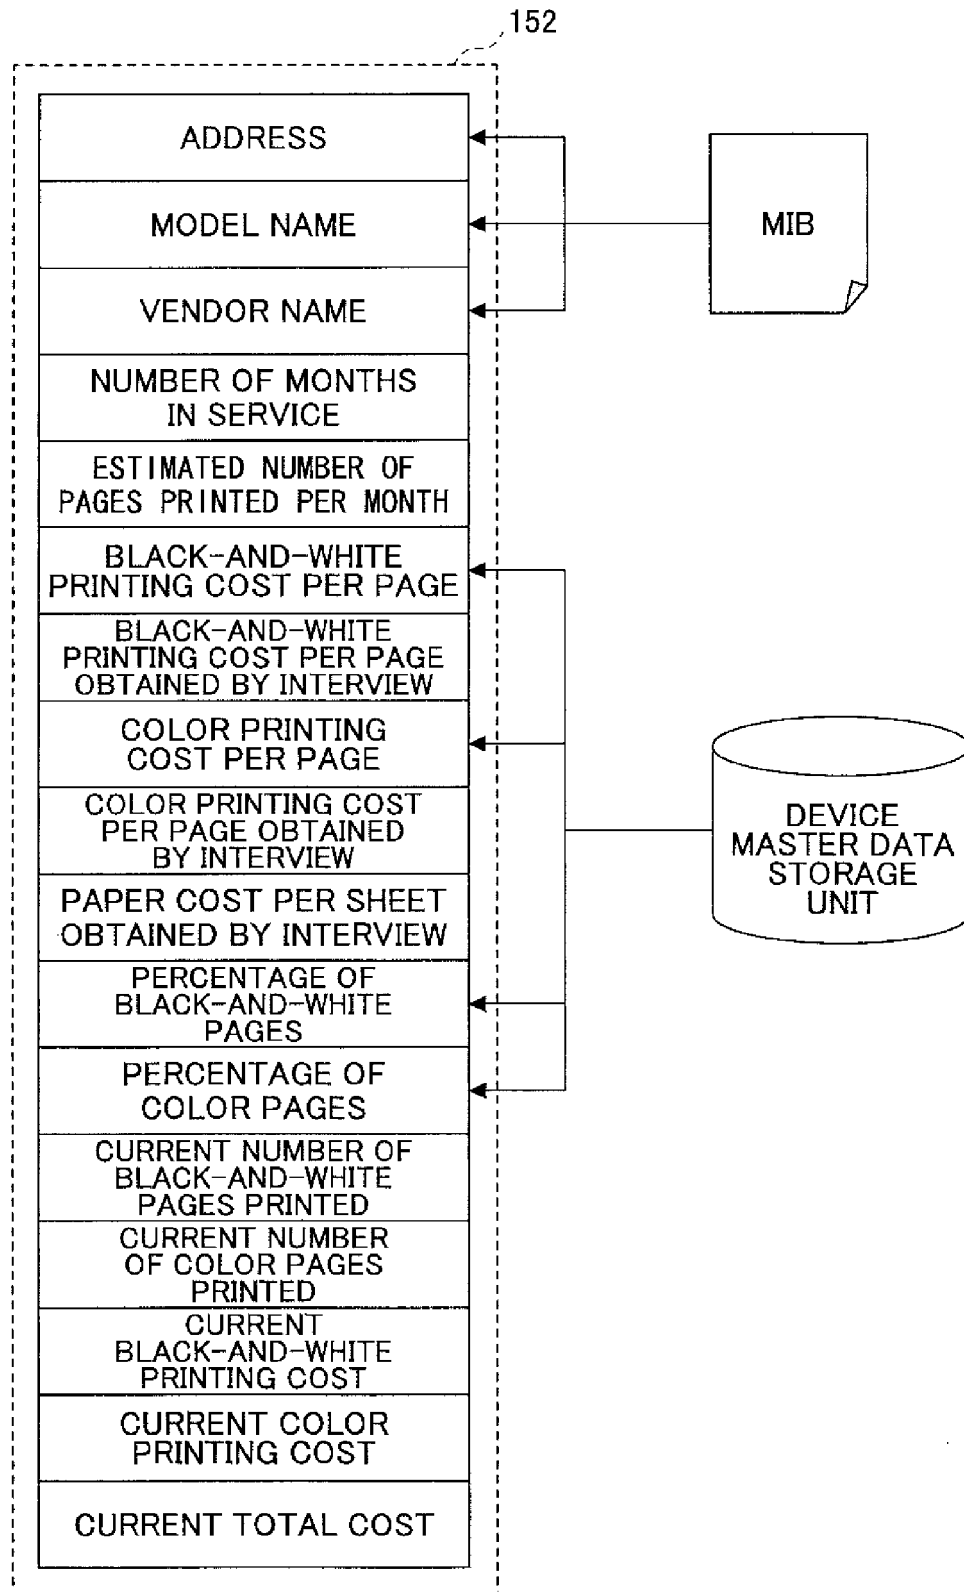 152
ADDRESS
MODEL NAME
MIB
VENDOR NAME
NUMBER OF MONTHS
IN SERVICE
ESTIMATED NUMBER OF
PAGES PRINTED PER MONTH
BLACK-AND-WHITE
PRINTING COST PER PAGE
BLACK-AND-WHITE
PRINTING COST PER PAGE
OBTAINED BY INTERVIEW
COLOR PRINTING
COST PER PAGE
COLOR PRINTING COST
PER PAGE OBTAINED
BY INTERVIEW
DEVICE
MASTER DATA
STORAGE
UNIT
PAPER COST PER SHEET
OBTAINED BY INTERVIEW
PERCENTAGE OF
BLACK-AND-WHITE
PAGES
PERCENTAGE OF
COLOR PAGES
CURRENT NUMBER OF
BLACK-AND-WHITE
PAGES PRINTED
CURRENT NUMBER
OF COLOR PAGES
PRINTED
CURRENT
BLACK-AND-WHITE
PRINTING COST
CURRENT COLOR
PRINTING COST
CURRENT TOTAL COST